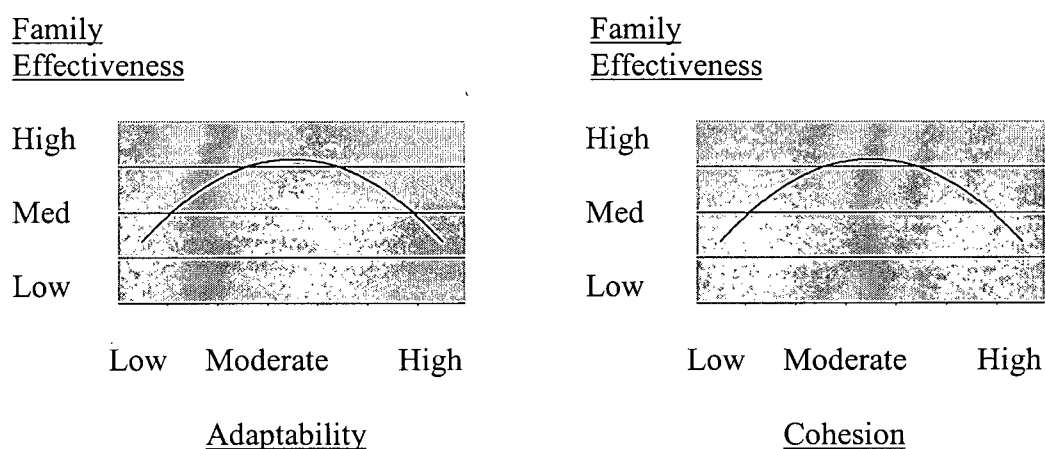 Family
Effectiveness
High
Med
Low
Low Moderate High
Adaptability
Family
Effectiveness
High
Med
Low
Low Moderate High
Cohesion